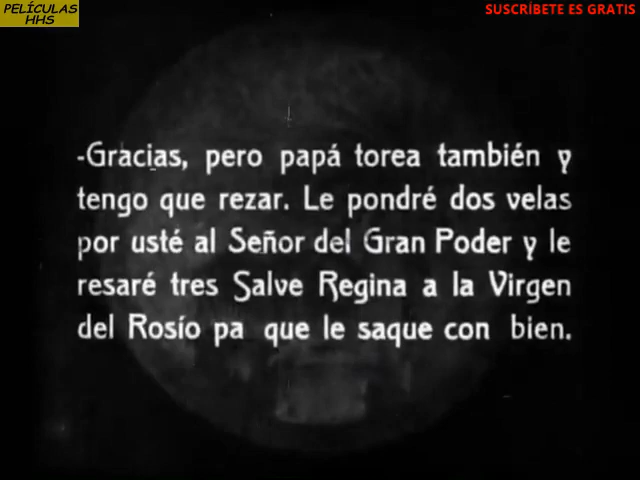 PELÍCULAS
HHS
SUSCRÍBETE ES GRATIS
-Gracias, pero papá torea también y
tengo que rezar. Le pondré dos velas
por usté al Señor del Gran Poder y le
resaré tres Salve Regina a la Virgen
del Rosío pa que le saque con bien.